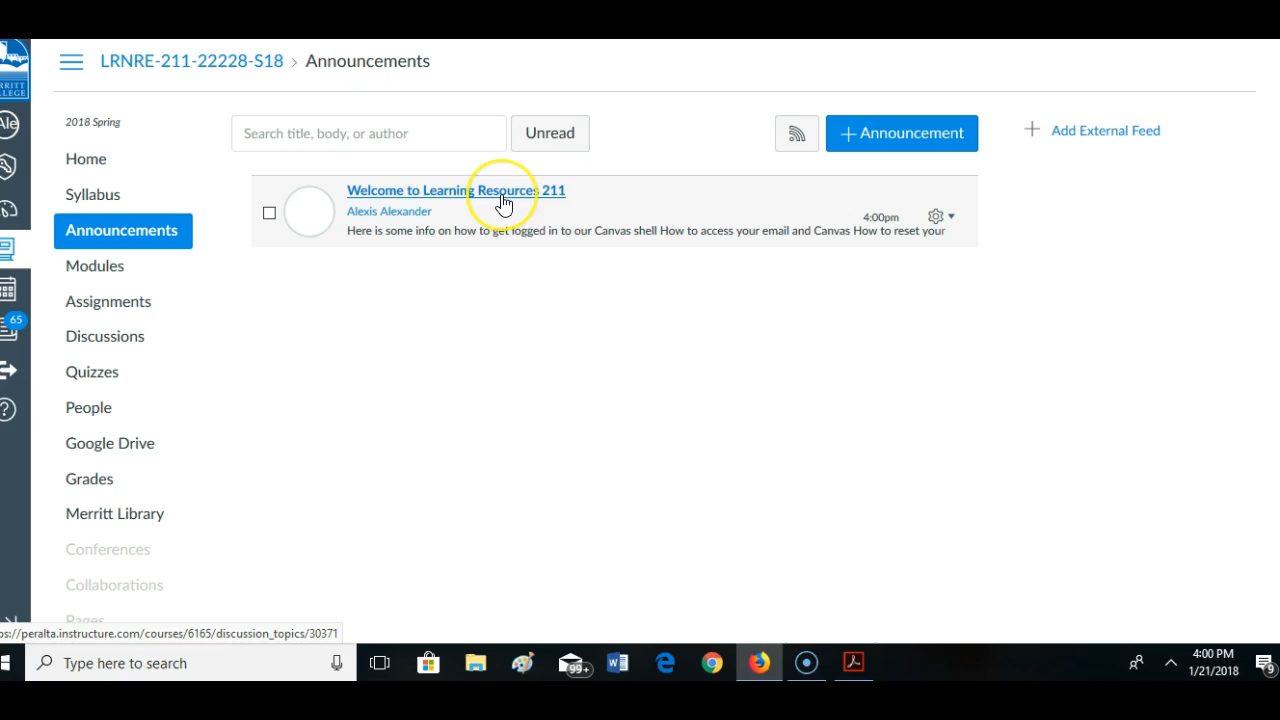 LRNRE-211-22228-S18 › Announcements
2018 Spring
Search title, body, or author
Unread
Announcement
Add External Feed
Home
Syllabus
Announcements
Modules
Assignments
Discussions
Quizzes
People
Google Drive
Grades
Merritt Library
Conferences
Collaborations
Pages
Welcome to Learning Resources 211
Alexis Alexander
4:00pm
Here is some info on how to get logged in to our Canvas shell How to access your email and Canvas How to reset your
65
ps://peralta.instructure.com/courses/6165/discussion_topics/30371
Type here to search
99+
4:00 PM
1/21/2018
9